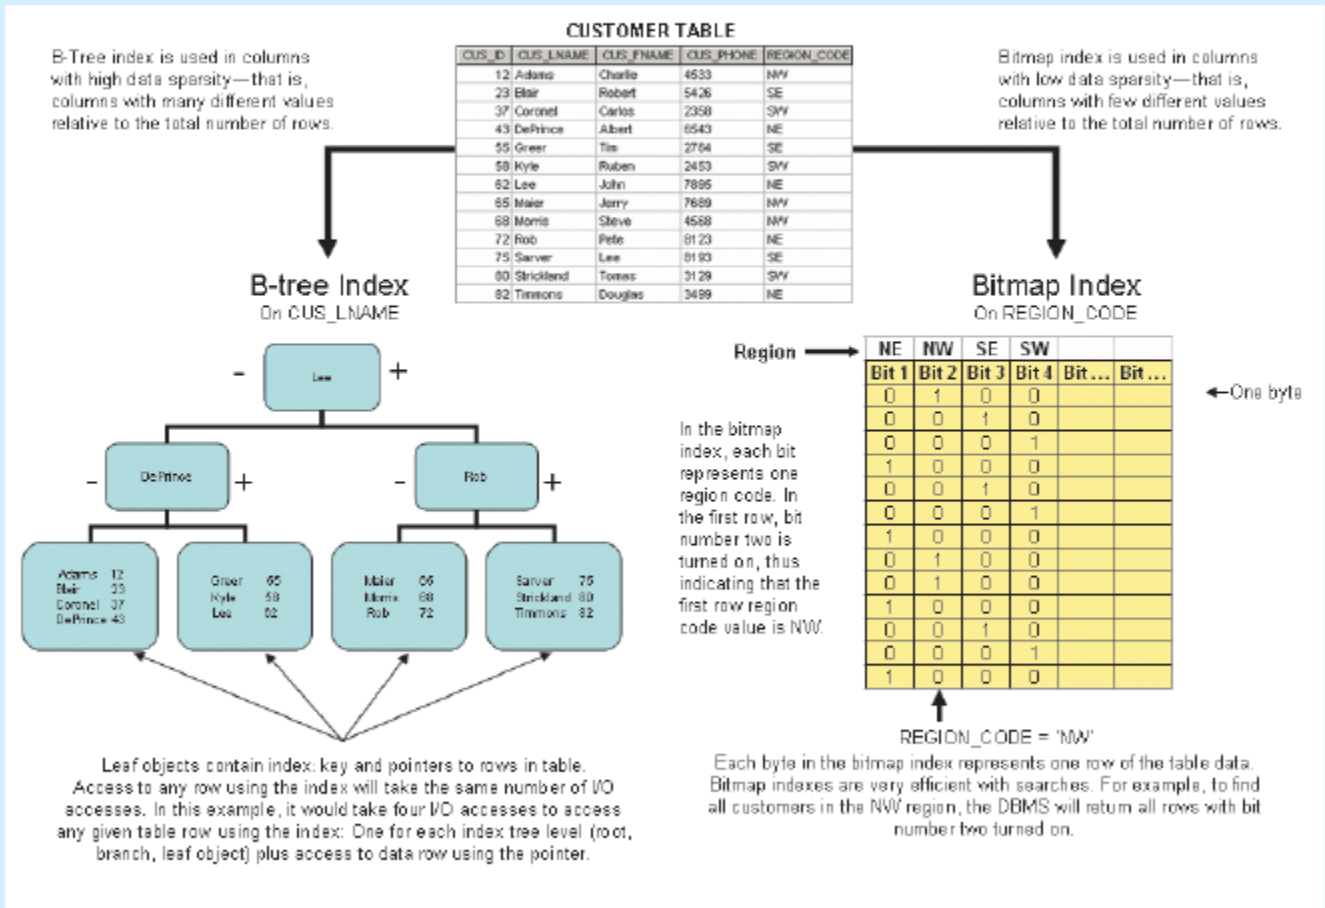 CUSTOMER TABLE
B-Tree index is used in columns
with high data sparsity—that is,
columns with many different values
relative to the total number of rows.
CUS_ID CUS_LNAME CUS_FNAME CUS_PHONE REGION_CODE
12 Adams Charlie 4533 NW
23 Blair Robert 5426 SE
37 Coronel Carlos 2358 SW
43 DePrince Albert 6543 NE
55 Greer Tim 2764 SE
58 Kyle Ruben 2453 SW
62 Lee John 7895 NE
65 Maier Jerry 7689 NW
68 Morris Steve 4568 NW
72 Rob Pete 8123 NE
75 Sarver Lee 8193 SE
80 Strickland Tomas 3129 SW
82 Timmons Douglas 3499 NE
Bitmap index is used in columns
with low data sparsity—that is,
columns with few different values
relative to the total number of rows.
B-tree Index
On CUS_LNAME
- Lee +
- DePrince +
- Rob +
Adams 12
Blair 23
Coronel 37
DePrince 43
Greer
Kyle 58
Lee 62
Maier
Morris 68
Rob 72
Sarver 75
Strickland 80
Timmons 82
Leaf objects contain index: key and pointers to rows in table.
Access to any row using the index will take the same number of I/O
accesses. In this example, it would take four I/O accesses to access
any given table row using the index: One for each index tree level (root,
branch, leaf object) plus access to data row using the pointer.
Bitmap Index
On REGION_CODE
Region
NE NW SE SW
Bit 1 Bit 2 Bit 3 Bit 4 Bit... Bit...
0 1 0 0
0 0 1 0
0 0 0 1
1 0 0 0
0 0 1 0
0 0 0 1
1 0 0 0
0 1 0 0
0 1 0 0
1 0 0 0
0 0 1 0
0 0 0 1
1 0 0 0
One byte
In the bitmap
index, each bit
represents one
region code. In
the first row, bit
number two is
turned on, thus
indicating that the
first row region
code value is NW.
REGION_CODE = 'NW'
Each byte in the bitmap index represents one row of the table data.
Bitmap indexes are very efficient with searches. For example, to find
all customers in the NW region, the DBMS will return all rows with bit
number two turned on.